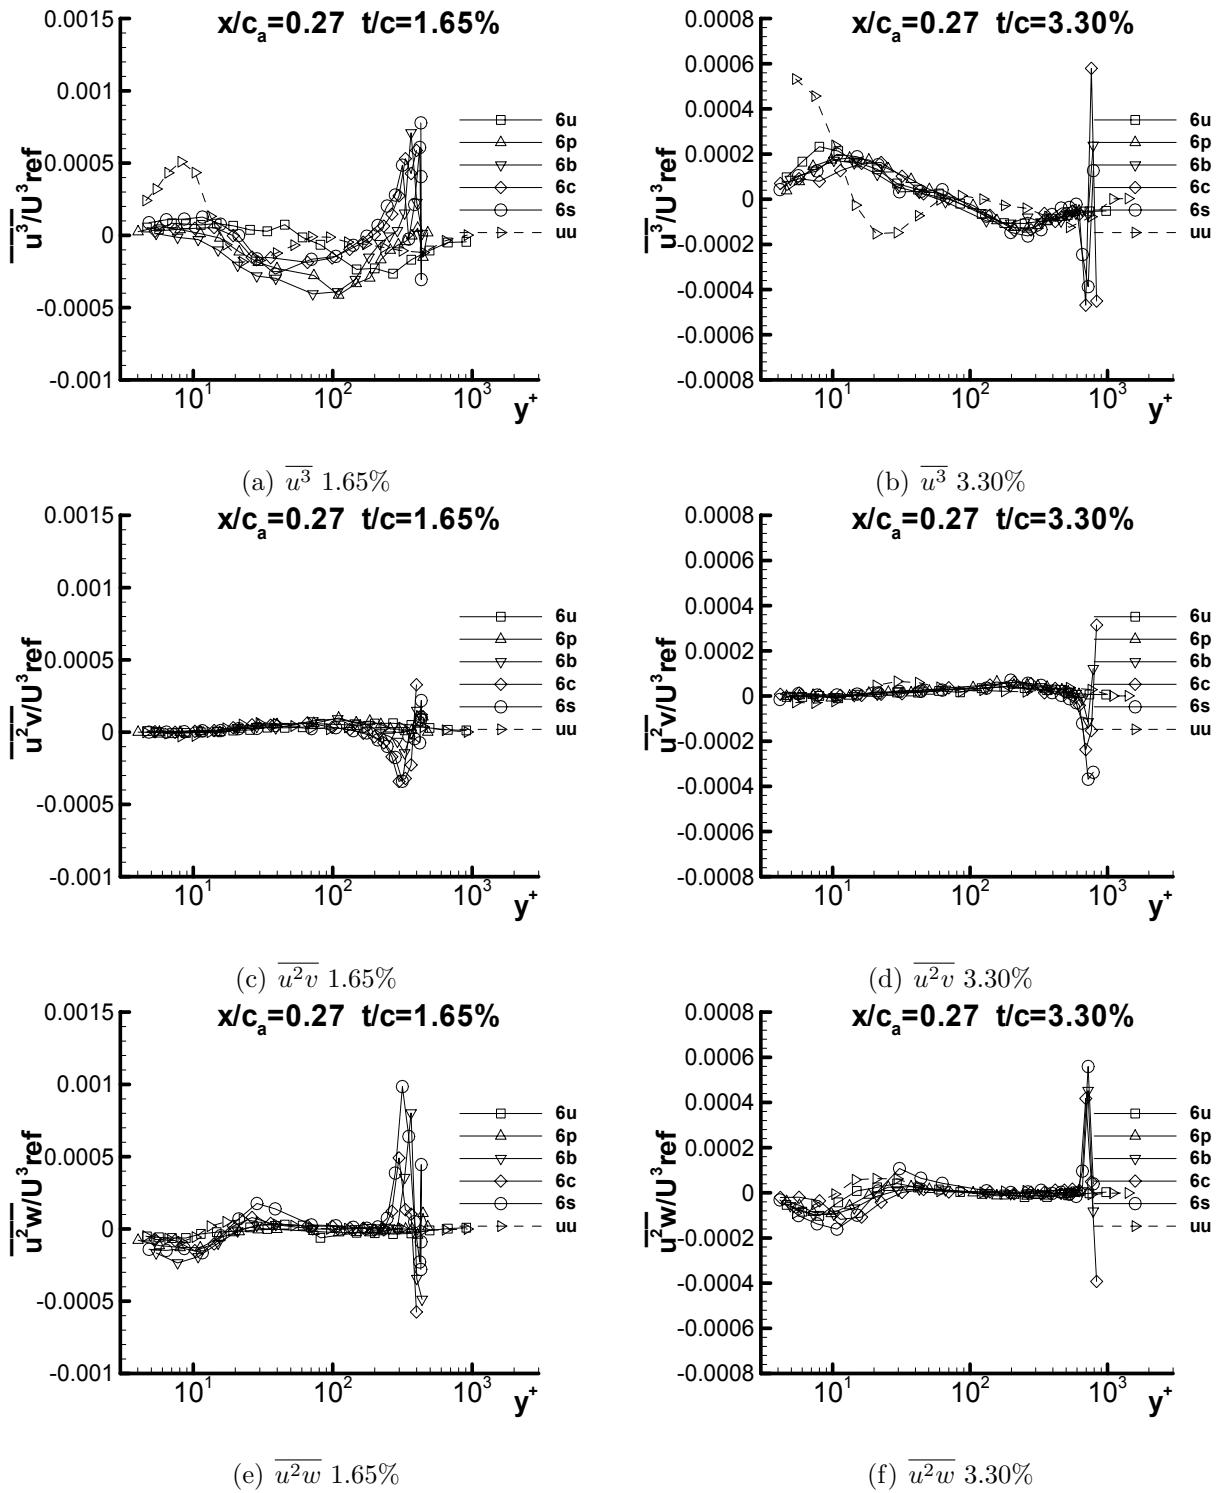 x/cₐ=0.27 t/c=1.65%
0.0015
0.001
0.0005
0
-0.0005
-0.001
u³/U³ref
10¹ 10² 10³ y⁺
6u
6p
6b
6c
6s
uu
(a) u³ 1.65%
x/cₐ=0.27 t/c=3.30%
0.0008
0.0006
0.0004
0.0002
0
-0.0002
-0.0004
-0.0006
-0.0008
u³/U³ref
10¹ 10² 10³ y⁺
6u
6p
6b
6c
6s
uu
(b) u³ 3.30%
x/cₐ=0.27 t/c=1.65%
0.0015
0.001
0.0005
0
-0.0005
-0.001
u²v/U³ref
10¹ 10² 10³ y⁺
6u
6p
6b
6c
6s
uu
(c) u²v 1.65%
x/cₐ=0.27 t/c=3.30%
0.0008
0.0006
0.0004
0.0002
0
-0.0002
-0.0004
-0.0006
-0.0008
u²v/U³ref
10¹ 10² 10³ y⁺
6u
6p
6b
6c
6s
uu
(d) u²v 3.30%
x/cₐ=0.27 t/c=1.65%
0.0015
0.001
0.0005
0
-0.0005
-0.001
u²w/U³ref
10¹ 10² 10³ y⁺
6u
6p
6b
6c
6s
uu
(e) u²w 1.65%
x/cₐ=0.27 t/c=3.30%
0.0008
0.0006
0.0004
0.0002
0
-0.0002
-0.0004
-0.0006
-0.0008
u²w/U³ref
10¹ 10² 10³ y⁺
6u
6p
6b
6c
6s
uu
(f) u²w 3.30%